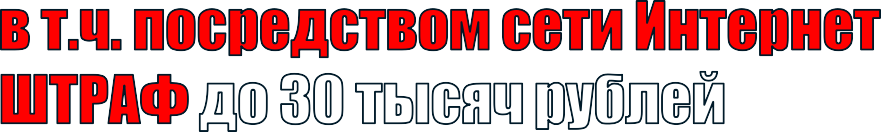 в т.ч. посредством сети Интернет
ШТРАФ до 30 тысяч рублей